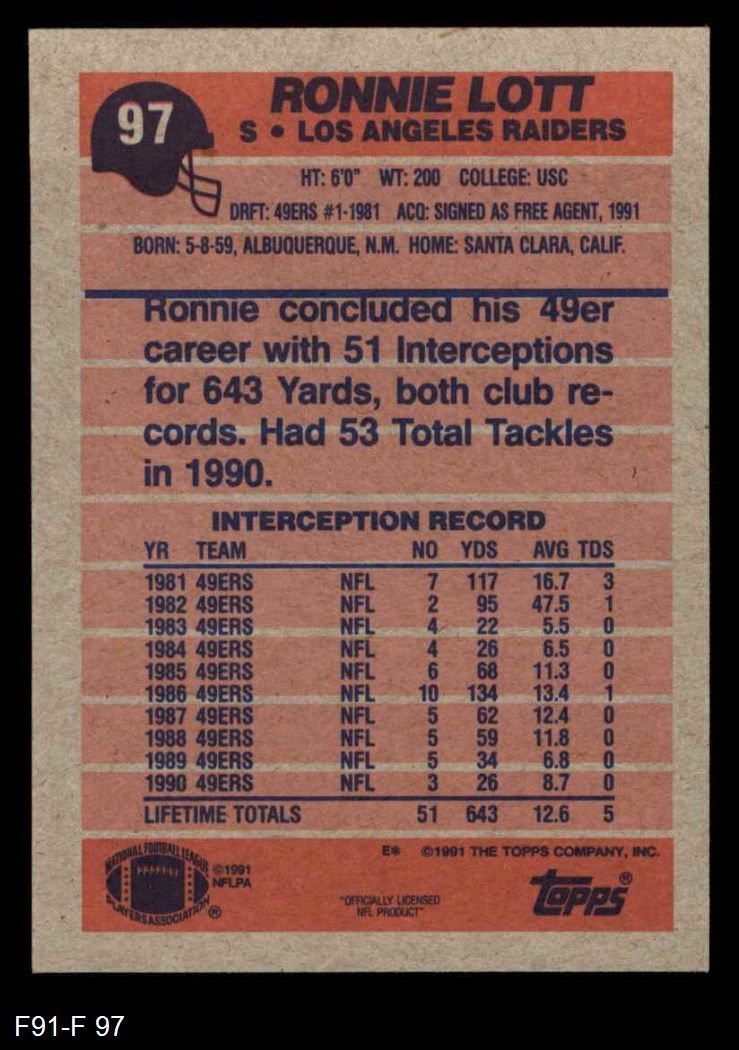 97
RONNIE LOTT
S • LOS ANGELES RAIDERS
HT: 6'0" WT: 200 COLLEGE: USC
DRFT: 49ERS #1-1981 ACQ: SIGNED AS FREE AGENT, 1991
BORN: 5-8-59, ALBUQUERQUE, N.M. HOME: SANTA CLARA, CALIF.
Ronnie concluded his 49er
career with 51 Interceptions
for 643 Yards, both club re-
cords. Had 53 Total Tackles
in 1990.
INTERCEPTION RECORD
YR TEAM NO YDS AVG TDS
1981 49ERS NFL 7 117 16.7 3
1982 49ERS NFL 2 95 47.5 1
1983 49ERS NFL 4 22 5.5 0
1984 49ERS NFL 4 26 6.5 0
1985 49ERS NFL 6 68 11.3 0
1986 49ERS NFL 10 134 13.4 1
1987 49ERS NFL 5 62 12.4 0
1988 49ERS NFL 5 59 11.8 0
1989 49ERS NFL 5 34 6.8 0
1990 49ERS NFL 3 26 8.7 0
LIFETIME TOTALS 51 643 12.6 5
E* ©1991 THE TOPPS COMPANY, INC.
NATIONAL FOOTBALL LEAGUE
PLAYERS ASSOCIATION ®
©1991
NFLPA
"OFFICIALLY LICENSED
NFL PRODUCT"
topps®
F91-F 97